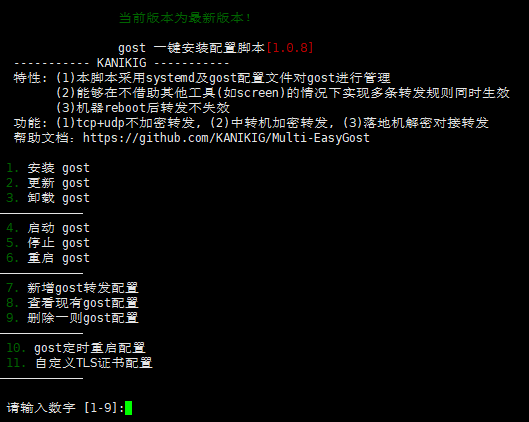 当前版本为最新版本!
gost 一键安装配置脚本[1.0.8]
----------- KANIKIG -----------
特性: (1)本脚本采用systemd及gost配置文件对gost进行管理
(2)能够在不借助其他工具(如screen)的情况下实现多条转发规则同时生效
(3)机器reboot后转发不失效
功能: (1)tcp+udp不加密转发, (2)中转机加密转发, (3)落地机解密对接转发
帮助文档: https://github.com/KANIKIG/Multi-EasyGost
1. 安装 gost
2. 更新 gost
3. 卸载 gost
————————————
4. 启动 gost
5. 停止 gost
6. 重启 gost
————————————
7. 新增gost转发配置
8. 查看现有gost配置
9. 删除一则gost配置
————————————
10. gost定时重启配置
11. 自定义TLS证书配置
————————————
请输入数字 [1-9]: